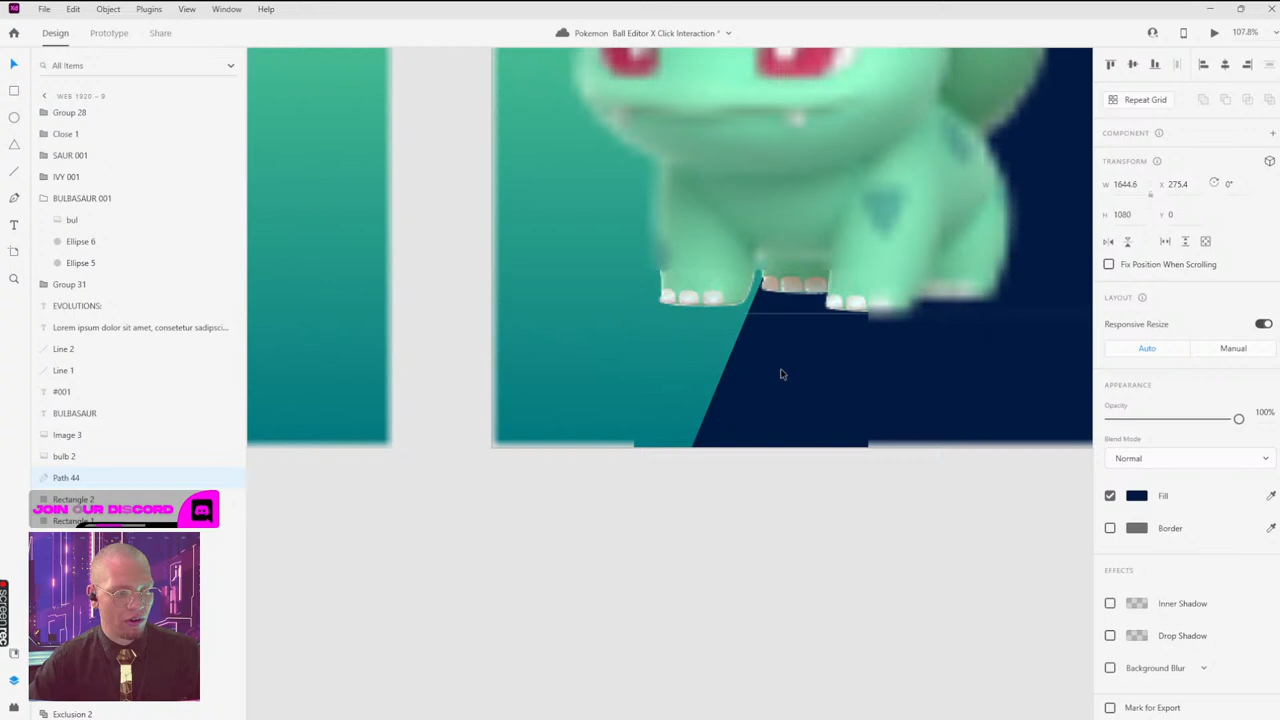 Xd File Edit Object Plugins View Window Help
Design Prototype Share Pokemon Ball Editor X Click Interaction * 107.8%
All Items
WEB 1920 – 9
Group 28
Close 1
SAUR 001
IVY 001
BULBASAUR 001
bul
Ellipse 6
Ellipse 5
Group 31
EVOLUTIONS:
Lorem ipsum dolor sit amet, consetetur sadipsci...
Line 2
Line 1
#001
BULBASAUR
Image 3
bulb 2
Path 44
Rectangle 2
JOIN OUR DISCORD
Rectangle 1
screenrec
Exclusion 2
Repeat Grid
COMPONENT
TRANSFORM
W 1644.6 X 275.4 0°
H 1080 Y 0
Fix Position When Scrolling
LAYOUT
Responsive Resize
Auto Manual
APPEARANCE
Opacity
100%
Blend Mode
Normal
Fill
Border
EFFECTS
Inner Shadow
Drop Shadow
Background Blur
Mark for Export